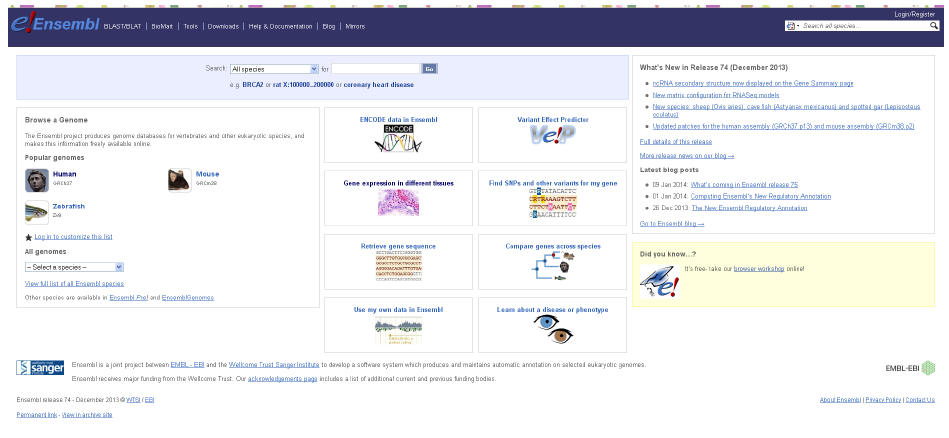 Login/Register
e!Ensembl BLAST/BLAT | BioMart | Tools | Downloads | Help & Documentation | Blog | Mirrors
Search all species...
Search: All species for Go
e.g. BRCA2 or rat X:100000..200000 or coronary heart disease
Browse a Genome
The Ensembl project produces genome databases for vertebrates and other eukaryotic species, and
makes this information freely available online.
Popular genomes
Human
GRCh37
Mouse
GRCm38
Zebrafish
Zv9
Log in to customize this list
All genomes
-- Select a species --
View full list of all Ensembl species
Other species are available in Ensembl Pre! and EnsemblGenomes
ENCODE data in Ensembl
ENCODE
Variant Effect Predictor
Ve!P
Gene expression in different tissues
Find SNPs and other variants for my gene
Retrieve gene sequence
Compare genes across species
Use my own data in Ensembl
Learn about a disease or phenotype
What's New in Release 74 (December 2013)
ncRNA secondary structure now displayed on the Gene Summary page
New matrix configuration for RNASeq models
New species: sheep (Ovis aries), cave fish (Astyanax mexicanus) and spotted gar (Lepisosteus
oculatus)
Updated patches for the human assembly (GRCh37.p13) and mouse assembly (GRCm38.p2)
Full details of this release
More release news on our blog →
Latest blog posts
09 Jan 2014: What's coming in Ensembl release 75
01 Jan 2014: Computing Ensembl's New Regulatory Annotation
26 Dec 2013: The New Ensembl Regulatory Annotation
Go to Ensembl blog →
Did you know...?
e!
It's free- take our browser workshop online!
sanger
Ensembl is a joint project between EMBL - EBI and the Wellcome Trust Sanger Institute to develop a software system which produces and maintains automatic annotation on selected eukaryotic genomes.
EMBL-EBI
Ensembl receives major funding from the Wellcome Trust. Our acknowledgements page includes a list of additional current and previous funding bodies.
Ensembl release 74 - December 2013 © WTSI / EBI
About Ensembl | Privacy Policy | Contact Us
Permanent link - View in archive site